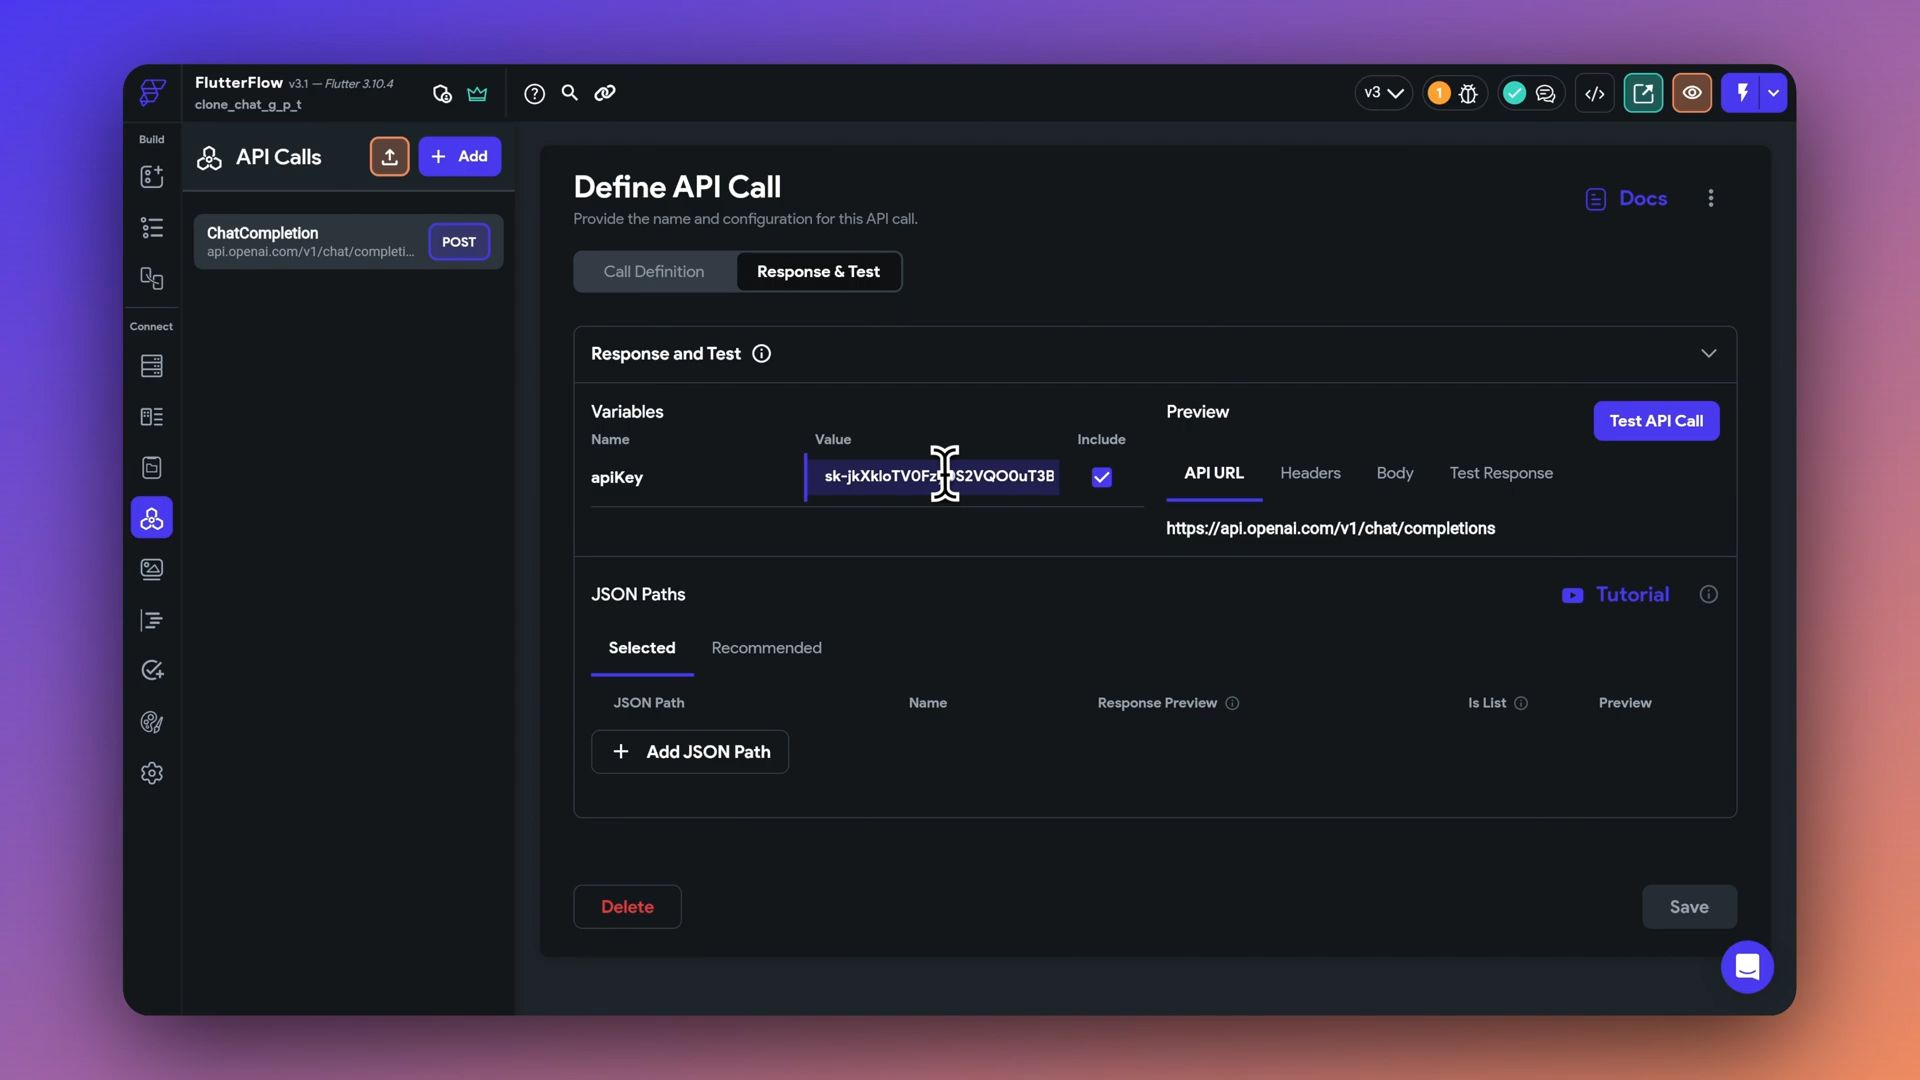 FlutterFlow v3.1 — Flutter 3.10.4
clone_chat_g_p_t
v3
1
Build
API Calls
Add
ChatCompletion
api.openai.com/v1/chat/completi...
POST
Connect
Define API Call
Provide the name and configuration for this API call.
Docs
Call Definition
Response & Test
Response and Test
Variables
Name
Value
Include
apiKey
Preview
Test API Call
API URL
Headers
Body
Test Response
https://api.openai.com/v1/chat/completions
JSON Paths
Tutorial
Selected
Recommended
JSON Path
Name
Response Preview
Is List
Preview
+ Add JSON Path
Delete
Save